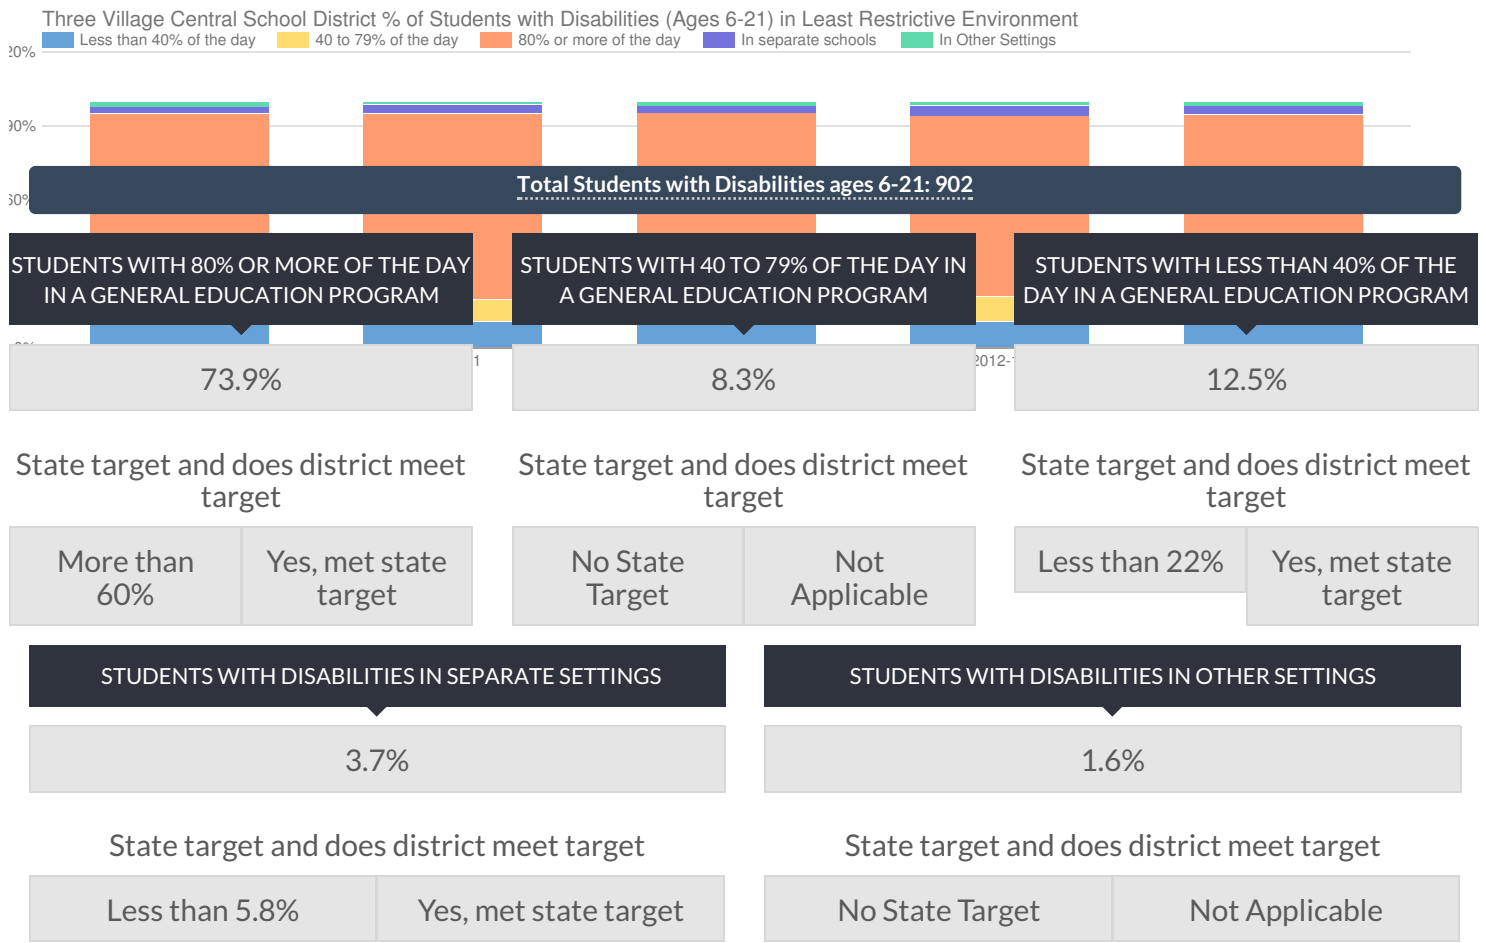 Three Village Central School District % of Students with Disabilities (Ages 6-21) in Least Restrictive Environment
Less than 40% of the day 40 to 79% of the day 80% or more of the day In separate schools In Other Settings
20%
90%
60%
Total Students with Disabilities ages 6-21: 902
STUDENTS WITH 80% OR MORE OF THE DAY
IN A GENERAL EDUCATION PROGRAM
STUDENTS WITH 40 TO 79% OF THE DAY IN
A GENERAL EDUCATION PROGRAM
STUDENTS WITH LESS THAN 40% OF THE
DAY IN A GENERAL EDUCATION PROGRAM
1
2012-1
73.9%
8.3%
12.5%
State target and does district meet
target
State target and does district meet
target
State target and does district meet
target
More than
60%
Yes, met state
target
No State
Target
Not
Applicable
Less than 22%
Yes, met state
target
STUDENTS WITH DISABILITIES IN SEPARATE SETTINGS
STUDENTS WITH DISABILITIES IN OTHER SETTINGS
3.7%
1.6%
State target and does district meet target
State target and does district meet target
Less than 5.8%
Yes, met state target
No State Target
Not Applicable